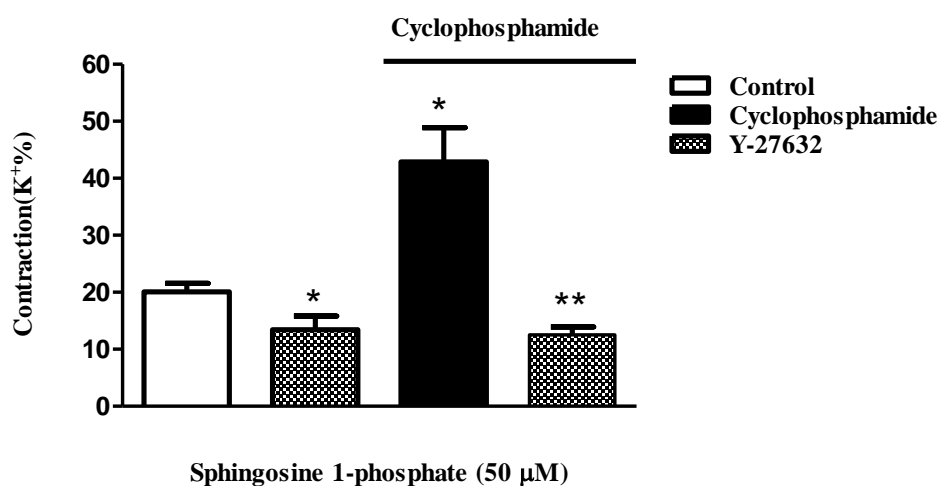 Cyclophosphamide
60
50
40
30
20
10
0
Contraction(K⁺%)
*
*
**
Control
Cyclophosphamide
Y-27632
Sphingosine 1-phosphate (50 μM)